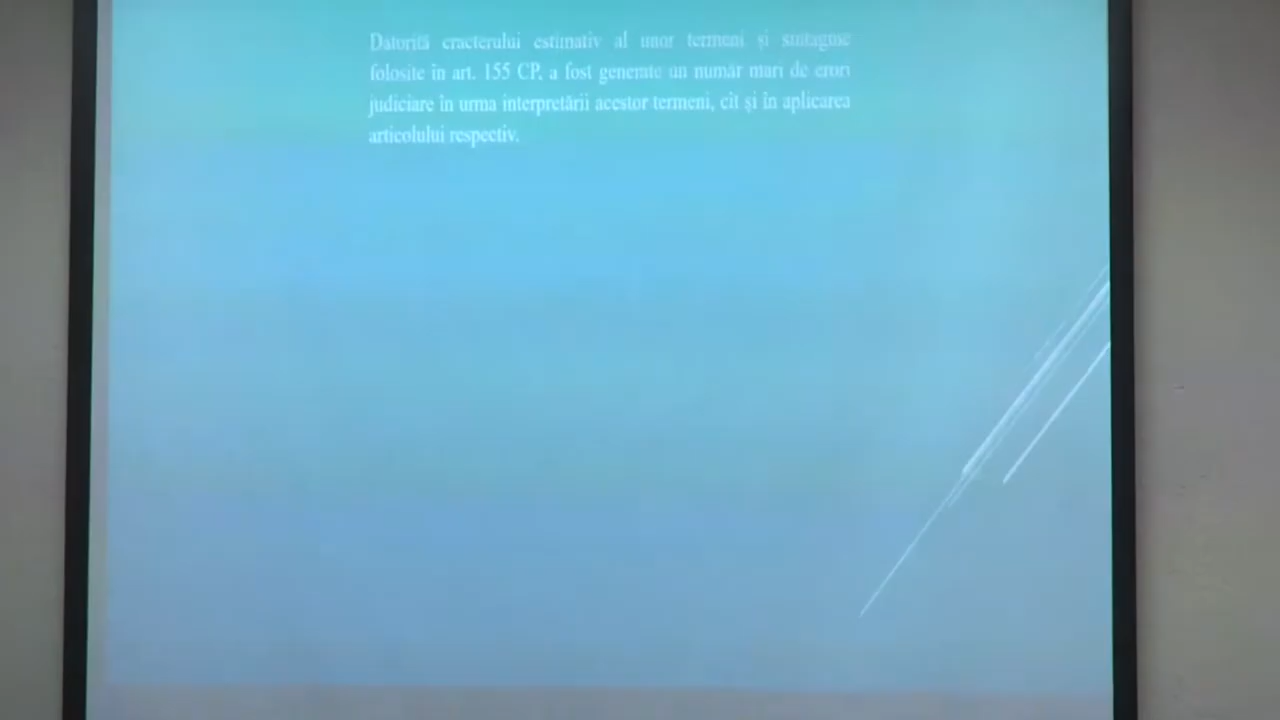 Datorită cracterului estimativ al unor termeni și sintagme
folosite în art. 155 CP, a fost generate un număr mari de erori
judiciare în urma interpretării acestor termeni, cît și în aplicarea
articolului respectiv.